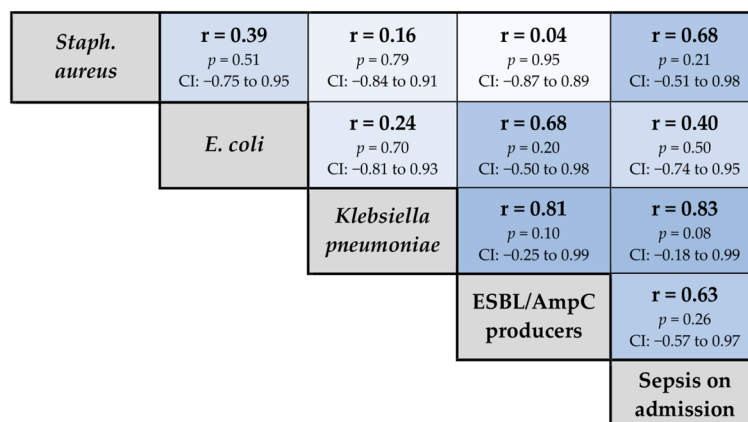 Staph.
aureus
r = 0.39
p = 0.51
CI: −0.75 to 0.95
r = 0.16
p = 0.79
CI: −0.84 to 0.91
r = 0.04
p = 0.95
CI: −0.87 to 0.89
r = 0.68
p = 0.21
CI: −0.51 to 0.98
E. coli
r = 0.24
p = 0.70
CI: −0.81 to 0.93
r = 0.68
p = 0.20
CI: −0.50 to 0.98
r = 0.40
p = 0.50
CI: −0.74 to 0.95
Klebsiella
pneumoniae
r = 0.81
p = 0.10
CI: −0.25 to 0.99
r = 0.83
p = 0.08
CI: −0.18 to 0.99
ESBL/AmpC
producers
r = 0.63
p = 0.26
CI: −0.57 to 0.97
Sepsis on
admission